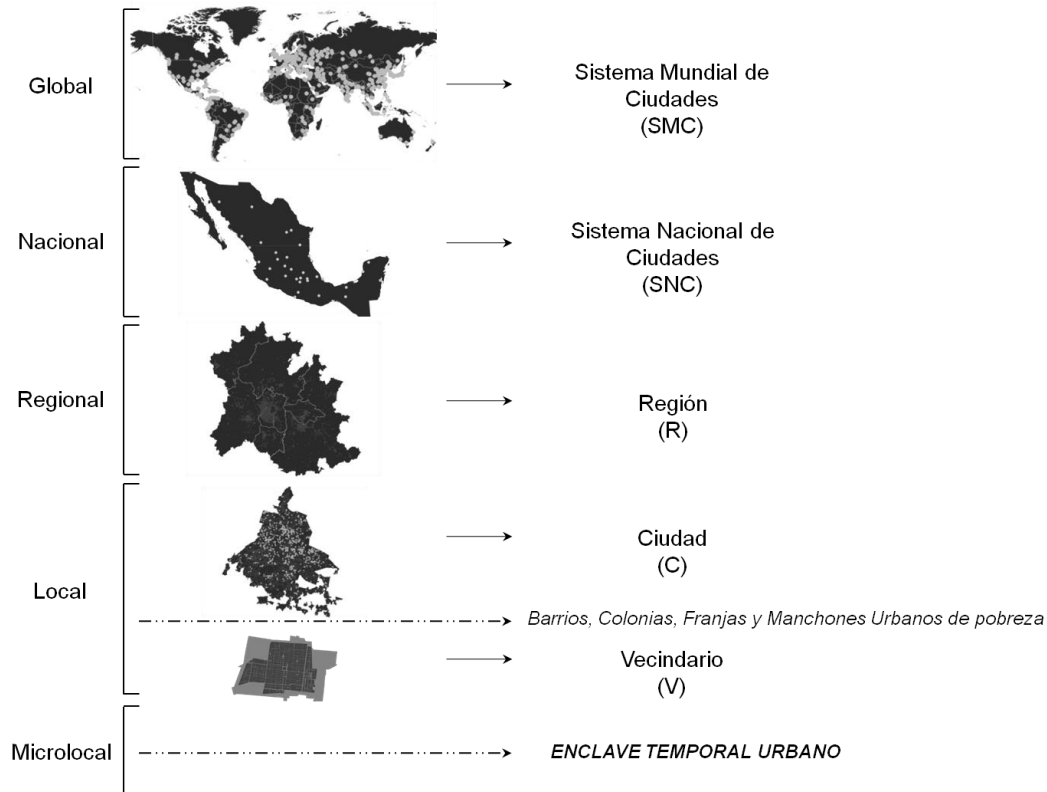 Global
Sistema Mundial de
Ciudades
(SMC)
Nacional
Sistema Nacional de
Ciudades
(SNC)
Regional
Región
(R)
Local
Ciudad
(C)
Barrios, Colonias, Franjas y Manchones Urbanos de pobreza
Vecindario
(V)
Microlocal
ENCLAVE TEMPORAL URBANO